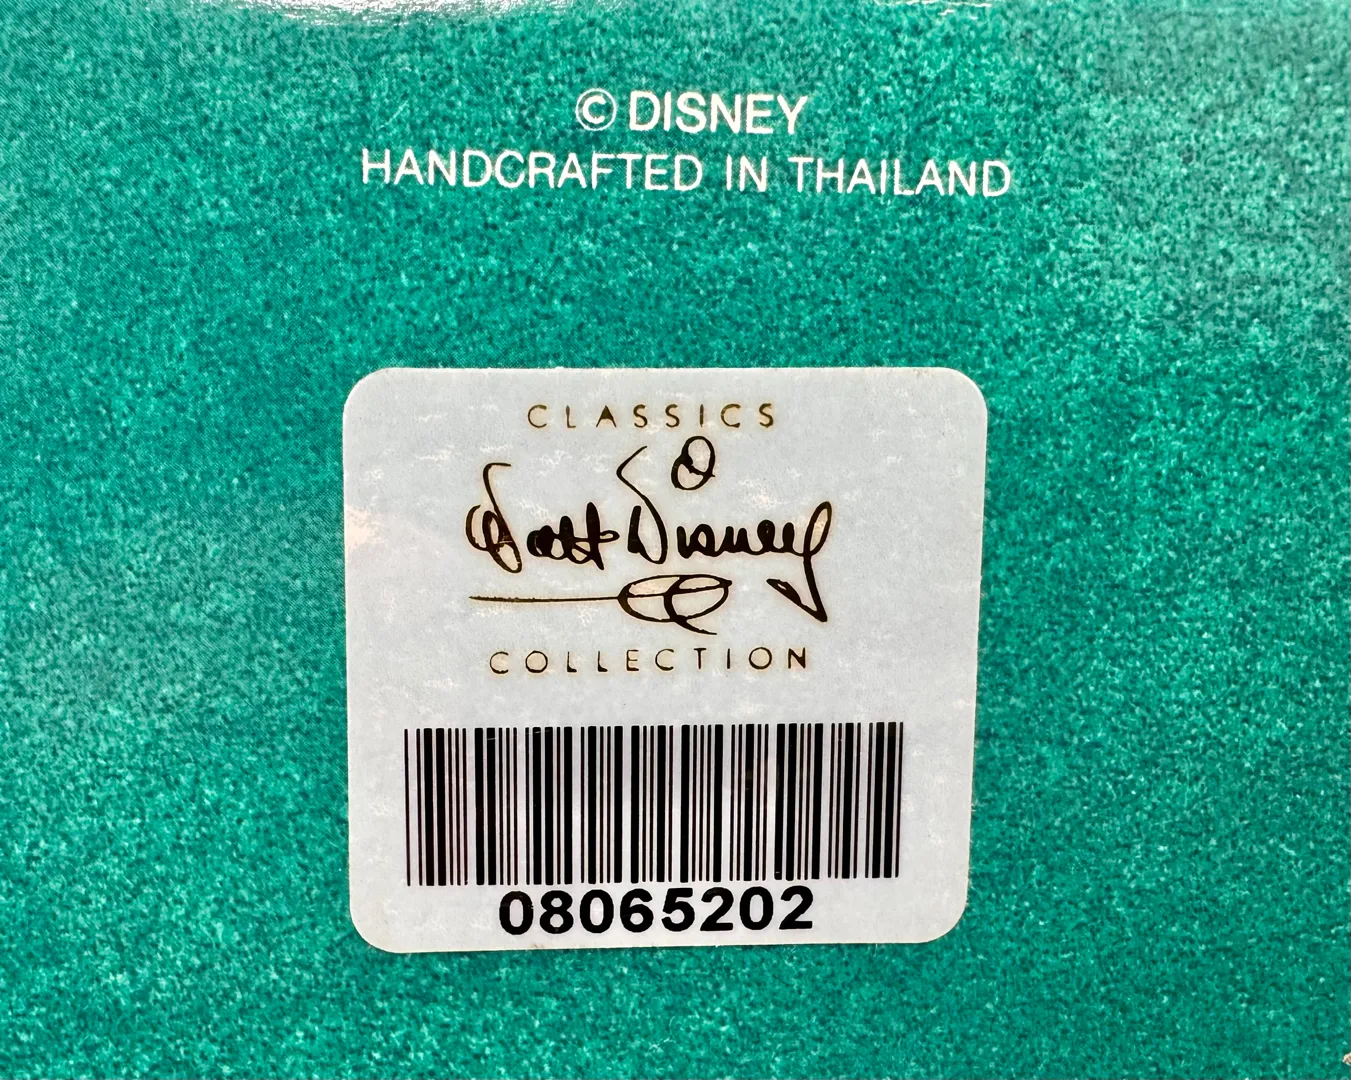 © DISNEY
HANDCRAFTED IN THAILAND
CLASSICS
Walt Disney
COLLECTION
08065202